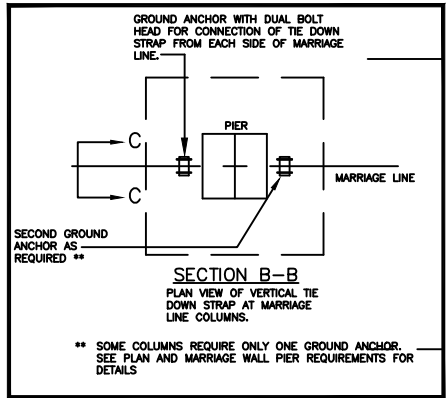 GROUND ANCHOR WITH DUAL BOLT
HEAD FOR CONNECTION OF TIE DOWN
STRAP FROM EACH SIDE OF MARRIAGE
LINE.
PIER
C
MARRIAGE LINE
C
SECOND GROUND
ANCHOR AS
REQUIRED **
SECTION B-B
PLAN VIEW OF VERTICAL TIE
DOWN STRAP AT MARRIAGE
LINE COLUMNS.
** SOME COLUMNS REQUIRE ONLY ONE GROUND ANCHOR.
SEE PLAN AND MARRIAGE WALL PIER REQUIREMENTS FOR
DETAILS